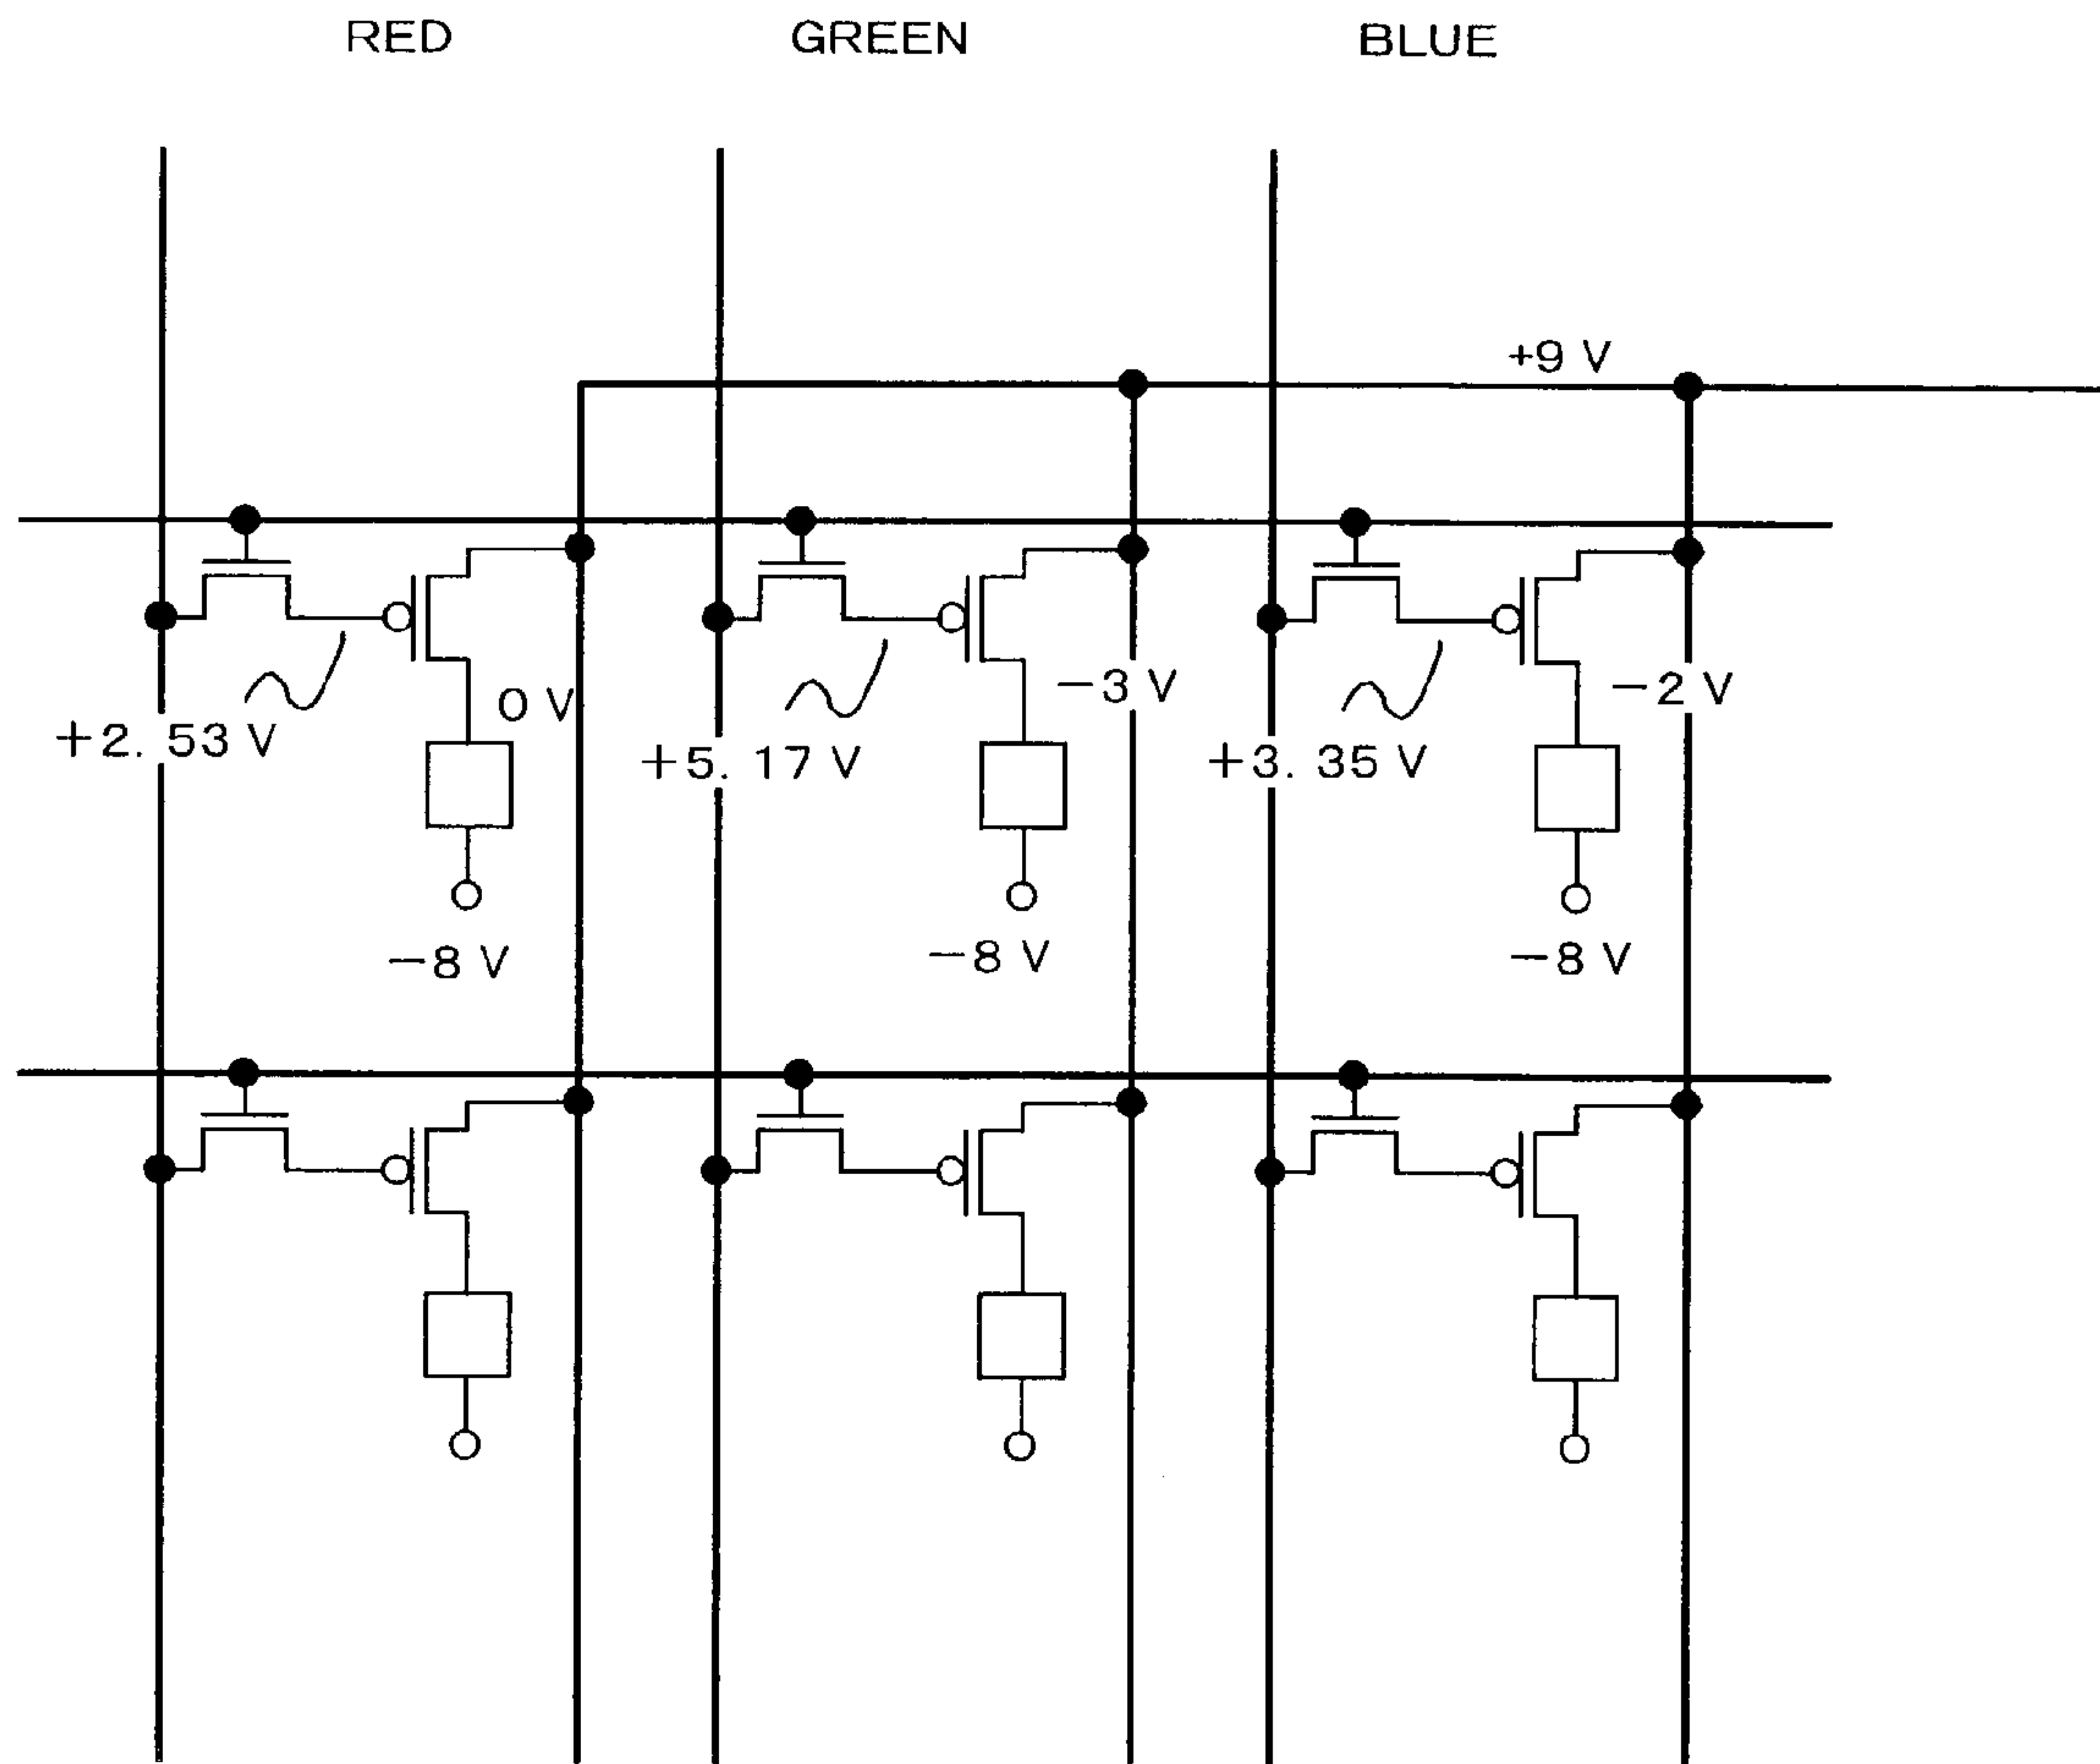 RED
GREEN
BLUE
+9 V
0 V
-3 V
-2 V
+2. 53 V
+5. 17 V
+3. 35 V
-8 V
-8 V
-8 V